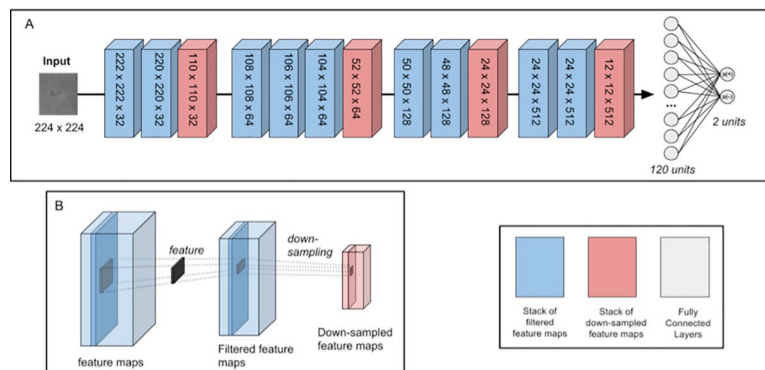 A
Input
224 x 224
222 x 222 x 32
220 x 220 x 32
110 x 110 x 32
108 x 108 x 64
106 x 106 x 64
104 x 104 x 64
52 x 52 x 64
50 x 50 x 128
48 x 48 x 128
24 x 24 x 128
24 x 24 x 512
24 x 24 x 512
12 x 12 x 512
...
120 units
2 units
B
feature
down-
sampling
feature maps
Filtered feature
maps
Down-sampled
feature maps
Stack of
filtered
feature maps
Stack of
down-sampled
feature maps
Fully
Connected
Layers